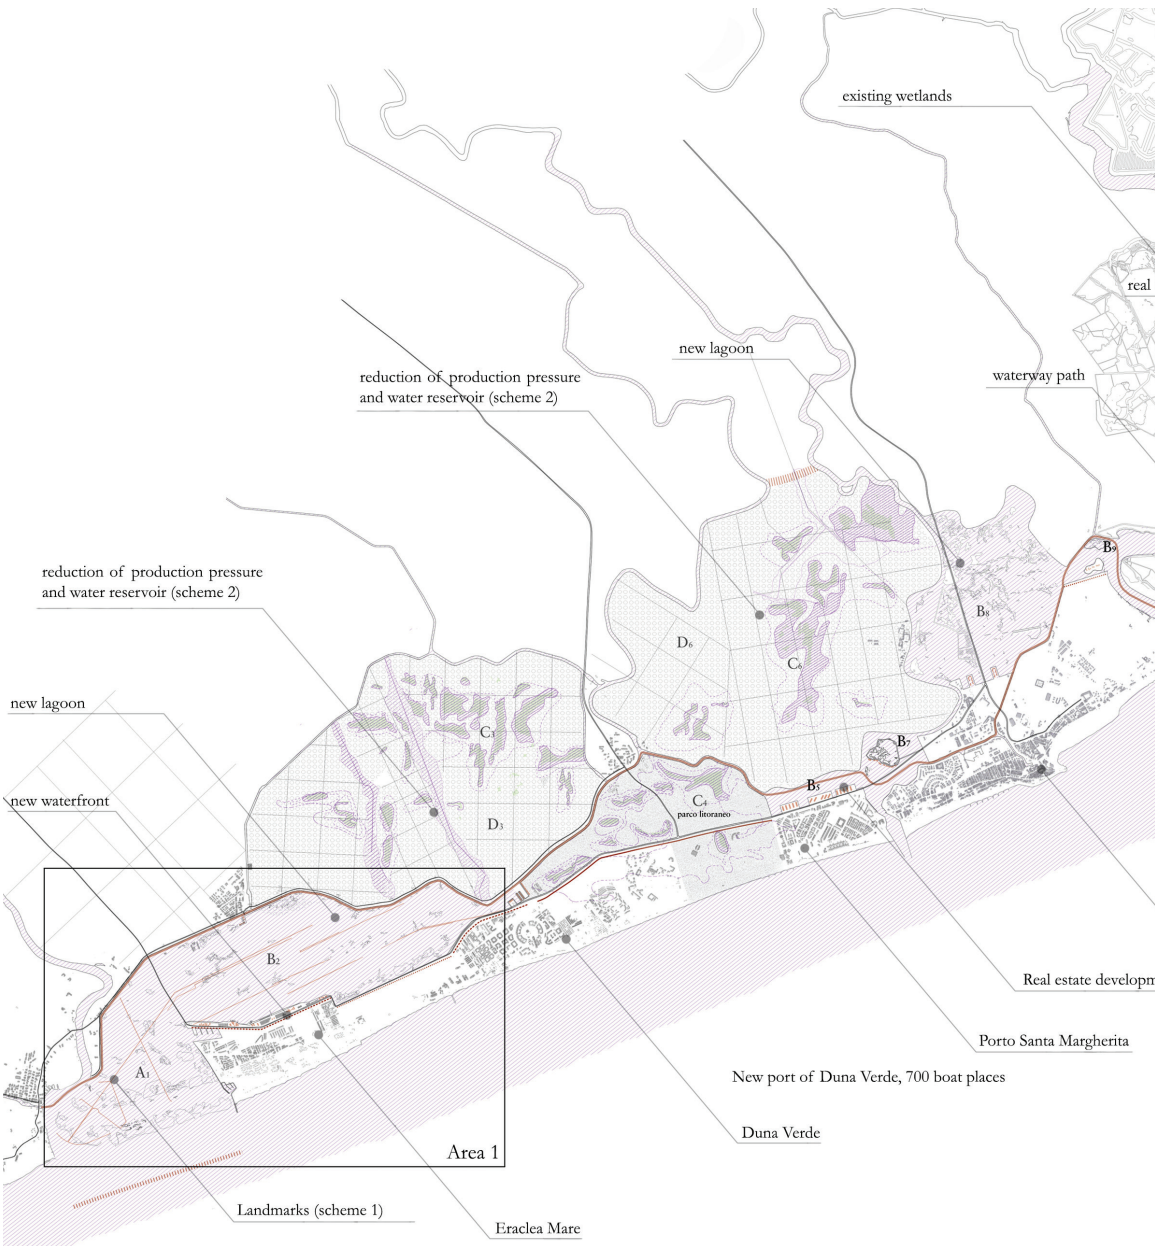 existing wetlands
real
new lagoon
waterway path
reduction of production pressure
and water reservoir (scheme 2)
B9
reduction of production pressure
and water reservoir (scheme 2)
B8
D6
C6
new lagoon
C3
B7
new waterfront
B5
C4
parco litoraneo
D3
B2
Real estate developm
Porto Santa Margherita
A1
New port of Duna Verde, 700 boat places
Duna Verde
Area 1
Landmarks (scheme 1)
Eraclea Mare